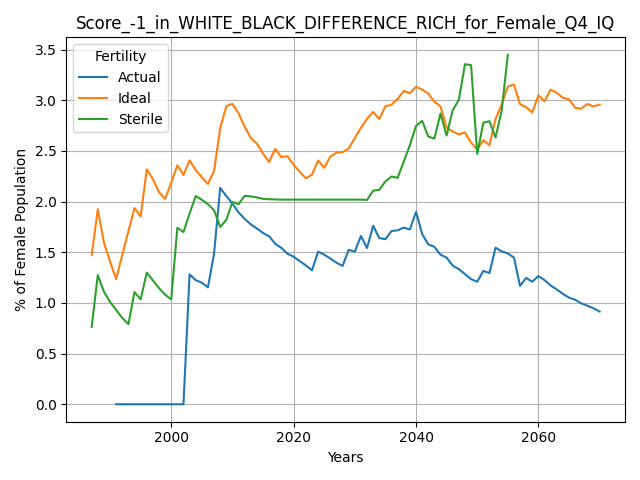 Score_-1_in_WHITE_BLACK_DIFFERENCE_RICH_for_Female_Q4_IQ
Fertility
Actual
Ideal
Sterile
3.5
3.0
2.5
2.0
1.5
1.0
0.5
0.0
% of Female Population
2000
2020
2040
2060
Years